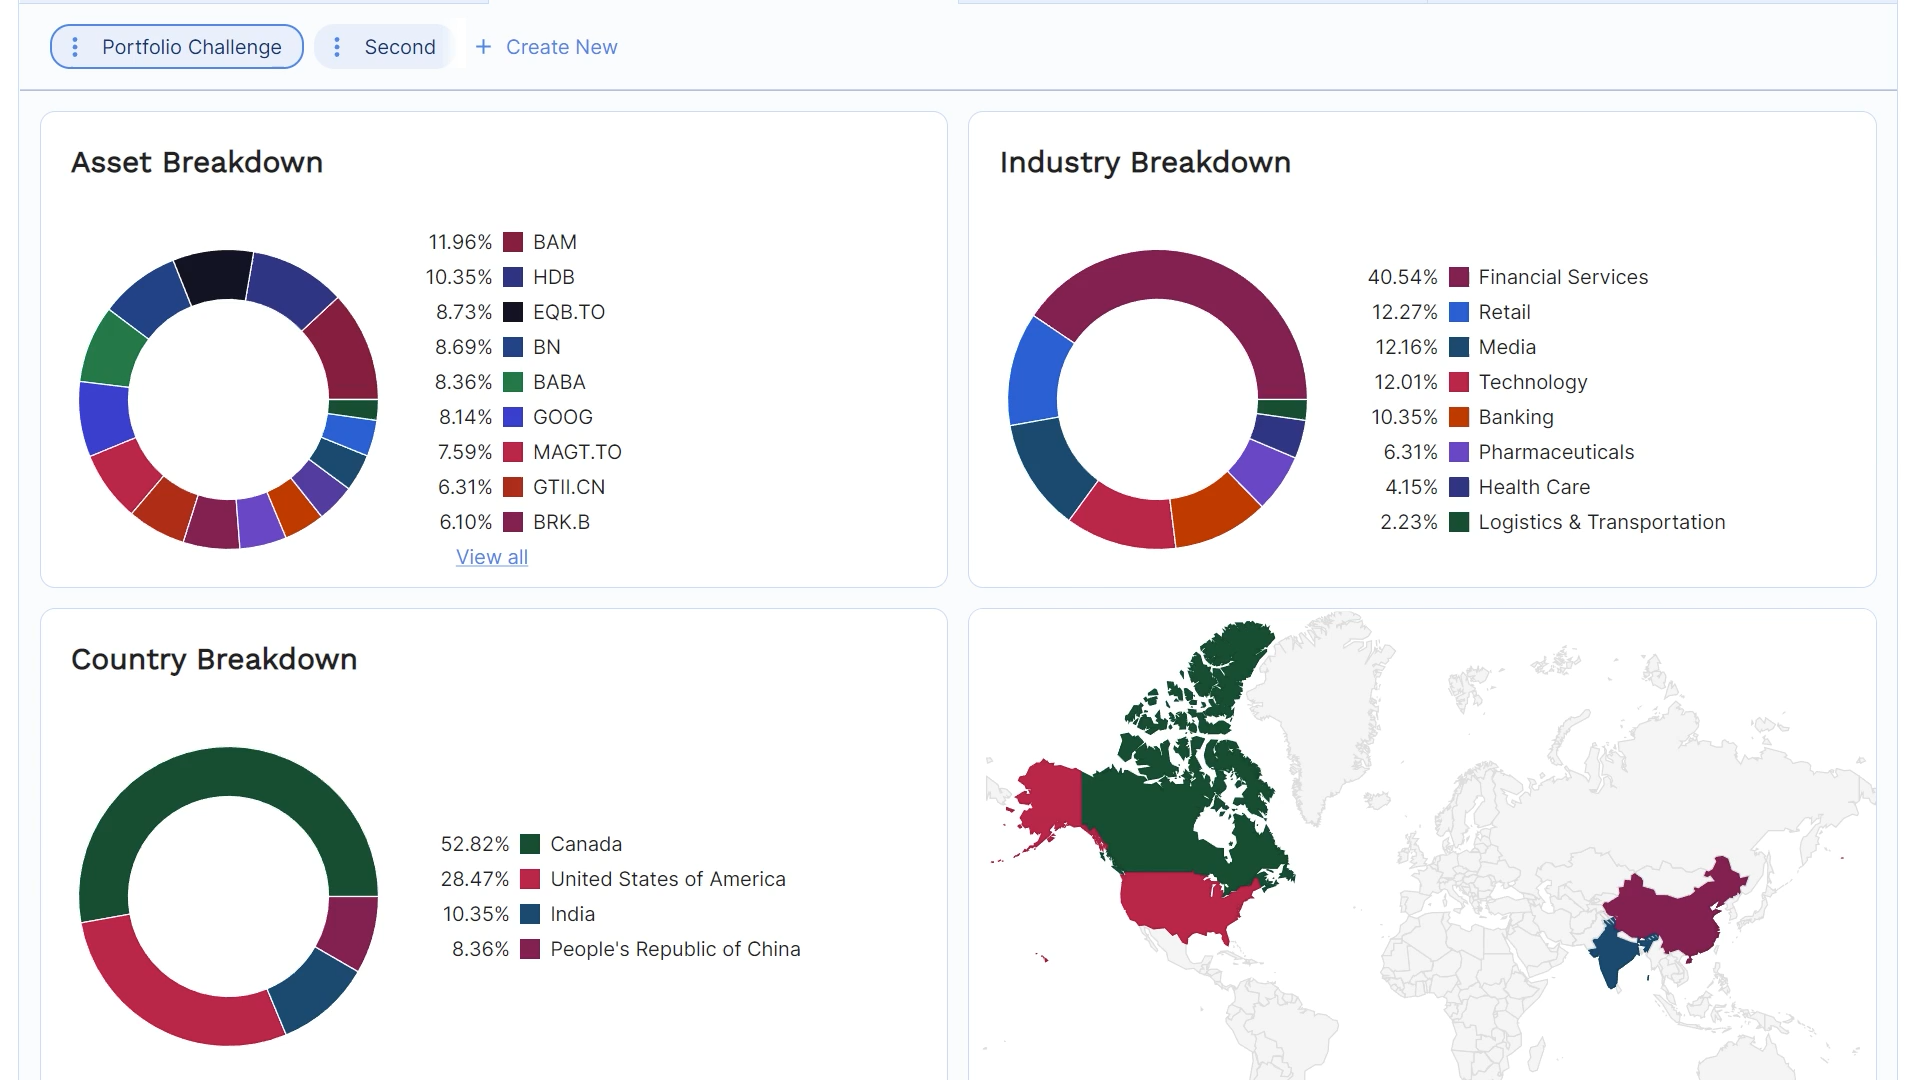 Portfolio Challenge
Second
+ Create New
Asset Breakdown
11.96% BAM
10.35% HDB
8.73% EQB.TO
8.69% BN
8.36% BABA
8.14% GOOG
7.59% MAGT.TO
6.31% GTII.CN
6.10% BRK.B
View all
Industry Breakdown
40.54% Financial Services
12.27% Retail
12.16% Media
12.01% Technology
10.35% Banking
6.31% Pharmaceuticals
4.15% Health Care
2.23% Logistics & Transportation
Country Breakdown
52.82% Canada
28.47% United States of America
10.35% India
8.36% People's Republic of China